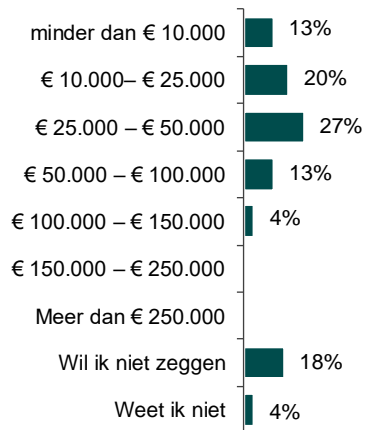 minder dan € 10.000 13%
€ 10.000– € 25.000 20%
€ 25.000 – € 50.000 27%
€ 50.000 – € 100.000 13%
€ 100.000 – € 150.000 4%
€ 150.000 – € 250.000
Meer dan € 250.000
Wil ik niet zeggen 18%
Weet ik niet 4%